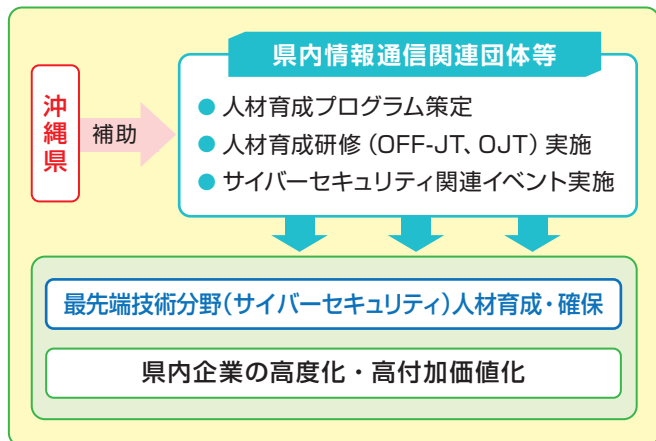 沖縄県
補助
県内情報通信関連団体等
● 人材育成プログラム策定
● 人材育成研修（OFF-JT、OJT）実施
● サイバーセキュリティ関連イベント実施
最先端技術分野（サイバーセキュリティ）人材育成・確保
県内企業の高度化・高付加価値化